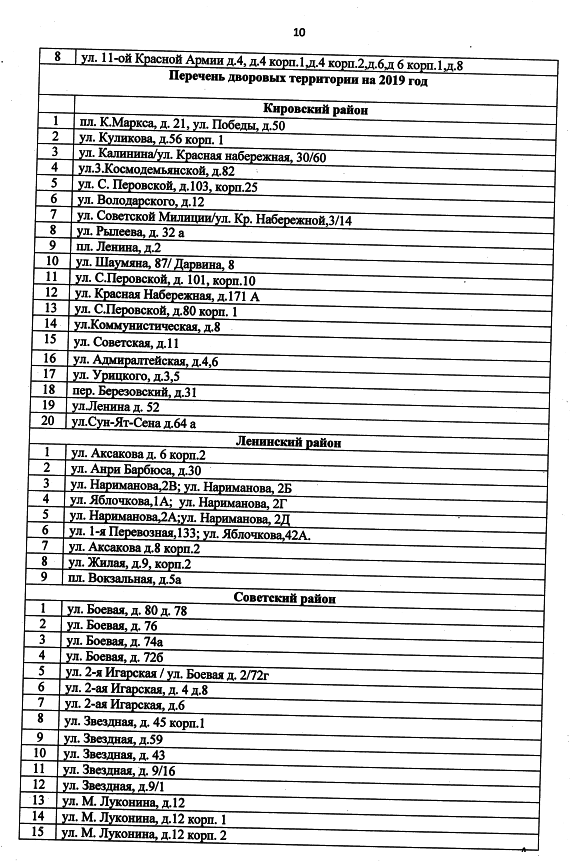 10
8 ул. 11-ой Красной Армии д.4, д.4 корп.1,д.4 корп.2,д.6,д 6 корп.1,д.8
Перечень дворовых территории на 2019 год
Кировский район
1 пл. К.Маркса, д. 21, ул. Победы, д.50
2 ул. Куликова, д.56 корп. 1
3 ул. Калинина/ул. Красная набережная, 30/60
4 ул.З.Космодемьянской, д.82
5 ул. С. Перовской, д.103, корп.25
6 ул. Володарского, д.12
7 ул. Советской Милиции/ул. Кр. Набережной,3/14
8 ул. Рылеева, д. 32 а
9 пл. Ленина, д.2
10 ул. Шаумяна, 87/ Дарвина, 8
11 ул. С.Перовской, д. 101, корп.10
12 ул. Красная Набережная, д.171 А
13 ул. С.Перовской, д.80 корп. 1
14 ул.Коммунистическая, д.8
15 ул. Советская, д.11
16 ул. Адмиралтейская, д.4,6
17 ул. Урицкого, д.3,5
18 пер. Березовский, д.31
19 ул.Ленина д. 52
20 ул.Сун-Ят-Сена д.64 а
Ленинский район
1 ул. Аксакова д. 6 корп.2
2 ул. Анри Барбюса, д.30
3 ул. Нариманова,2В; ул. Нариманова, 2Б
4 ул. Яблочкова,1А; ул. Нариманова, 2Г
5 ул. Нариманова,2А;ул. Нариманова, 2Д
6 ул. 1-я Перевозная,133; ул. Яблочкова,42А.
7 ул. Аксакова д.8 корп.2
8 ул. Жилая, д.9, корп.2
9 пл. Вокзальная, д.5а
Советский район
1 ул. Боевая, д. 80 д. 78
2 ул. Боевая, д. 76
3 ул. Боевая, д. 74а
4 ул. Боевая, д. 72б
5 ул. 2-я Игарская / ул. Боевая д. 2/72г
6 ул. 2-ая Игарская, д. 4 д.8
7 ул. 2-ая Игарская, д.6
8 ул. Звездная, д. 45 корп.1
9 ул. Звездная, д.59
10 ул. Звездная, д. 43
11 ул. Звездная, д. 9/16
12 ул. Звездная, д.9/1
13 ул. М. Луконина, д.12
14 ул. М. Луконина, д.12 корп. 1
15 ул. М. Луконина, д.12 корп. 2